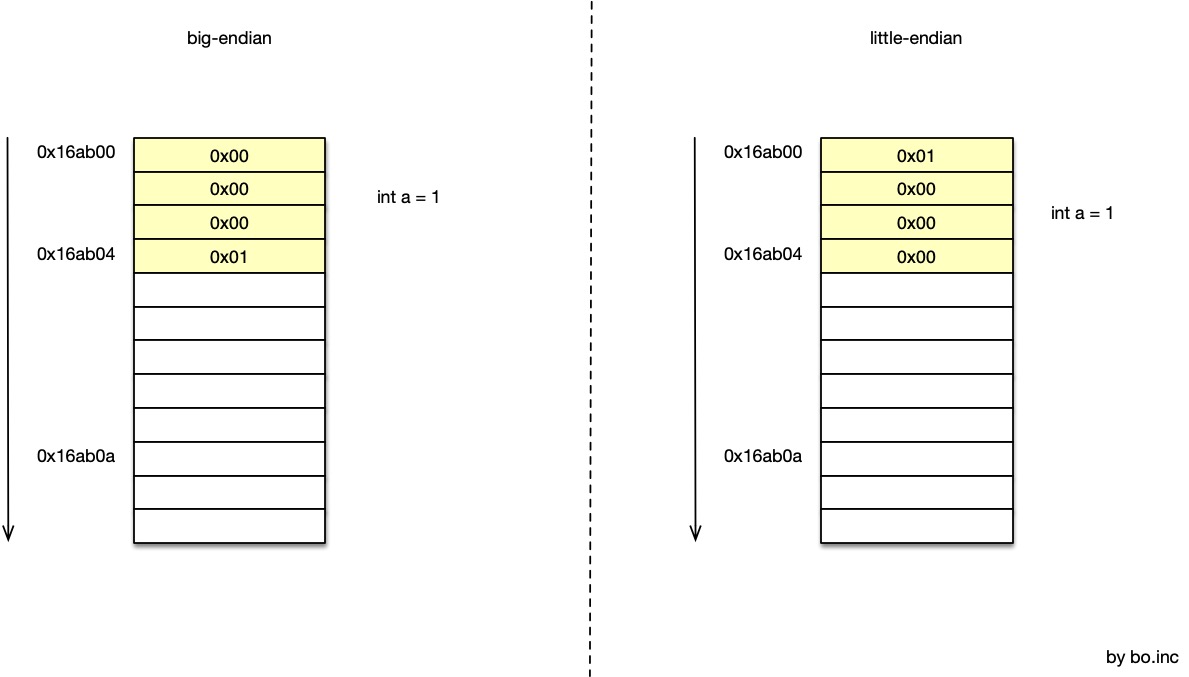 big-endian
0x16ab00
0x00
0x00
int a = 1
0x00
0x16ab04
0x01
0x16ab0a
little-endian
0x16ab00
0x01
0x00
int a = 1
0x00
0x16ab04
0x00
0x16ab0a
by bo.inc